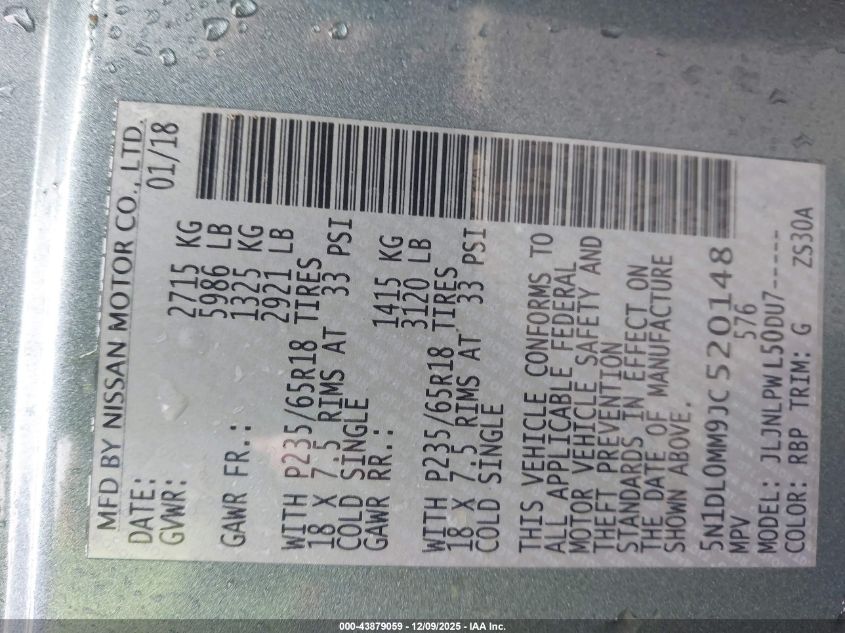 MFD BY NISSAN MOTOR CO., LTD.
DATE: 01/18
GVWR: 2715 KG
5986 LB
GAWR FR.: 1325 KG
2921 LB
WITH P235/65R18 TIRES
18 X 7.5 RIMS AT 33 PSI
COLD SINGLE
GAWR RR.: 1415 KG
3120 LB
WITH P235/65R18 TIRES
18 X 7.5 RIMS AT 33 PSI
COLD SINGLE
THIS VEHICLE CONFORMS TO
ALL APPLICABLE FEDERAL
MOTOR VEHICLE SAFETY AND
THEFT PREVENTION
STANDARDS IN EFFECT ON
THE DATE OF MANUFACTURE
SHOWN ABOVE.
5N1DL0MM9JC520148
MPV 576
MODEL: JLJNLPWL50DU7-----
COLOR: RBP TRIM: G ZS30A
000-43879059 - 12/09/2025 - IAA Inc.